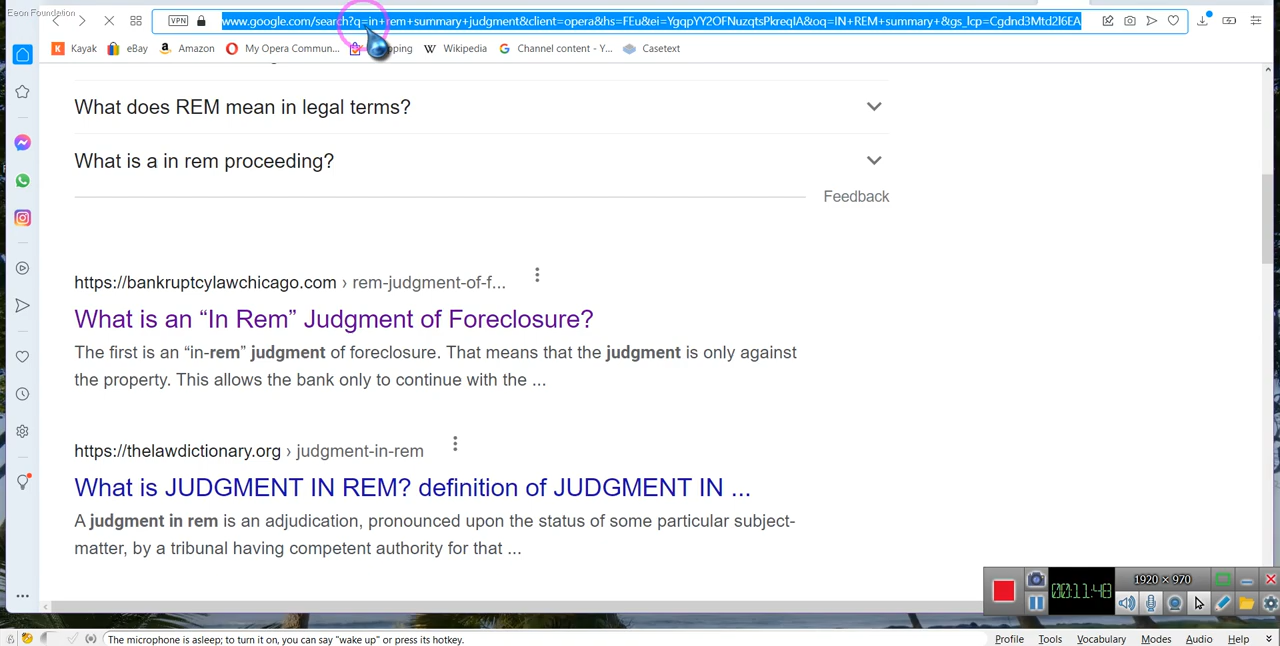 Eeon Foundation
VPN
www.google.com/search?q=in+rem+summary+judgment&client=opera&hs=FEu&ei=YgqpYY2OFNuzqtsPkreqIA&oq=IN+REM+summary+&gs_lcp=Cgdnd3Mtd2l6EA
K Kayak eBay Amazon My Opera Commun... pping Wikipedia Channel content - Y... Casetext
What does REM mean in legal terms?
What is a in rem proceeding?
Feedback
https://bankruptcylawchicago.com › rem-judgment-of-f...
What is an “In Rem” Judgment of Foreclosure?
The first is an “in-rem” judgment of foreclosure. That means that the judgment is only against
the property. This allows the bank only to continue with the ...
https://thelawdictionary.org › judgment-in-rem
What is JUDGMENT IN REM? definition of JUDGMENT IN ...
A judgment in rem is an adjudication, pronounced upon the status of some particular subject-
matter, by a tribunal having competent authority for that ...
1920 × 970
00:11:48
The microphone is asleep; to turn it on, you can say "wake up" or press its hotkey.
Profile Tools Vocabulary Modes Audio Help